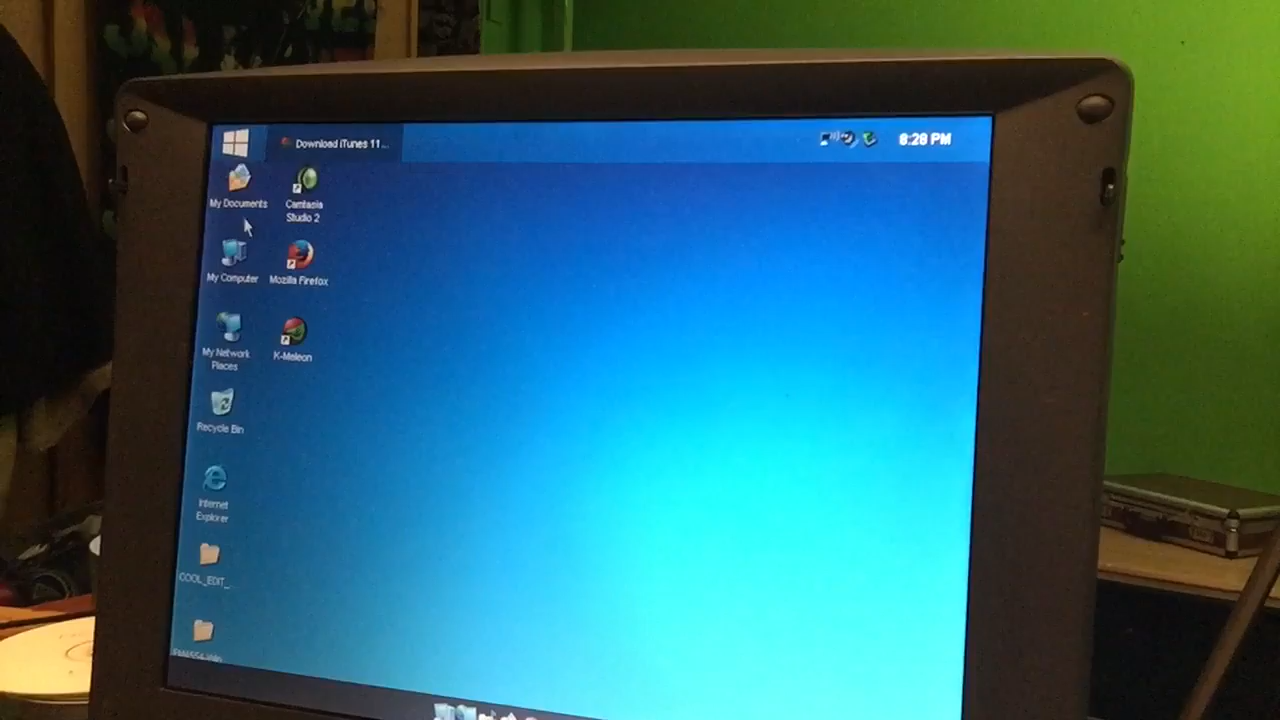 Download iTunes 11...
8:28 PM
My Documents
Camtasia
Studio 2
My Computer
Mozilla Firefox
My Network
Places
K-Meleon
Recycle Bin
Internet
Explorer
COOL_EDIT_...